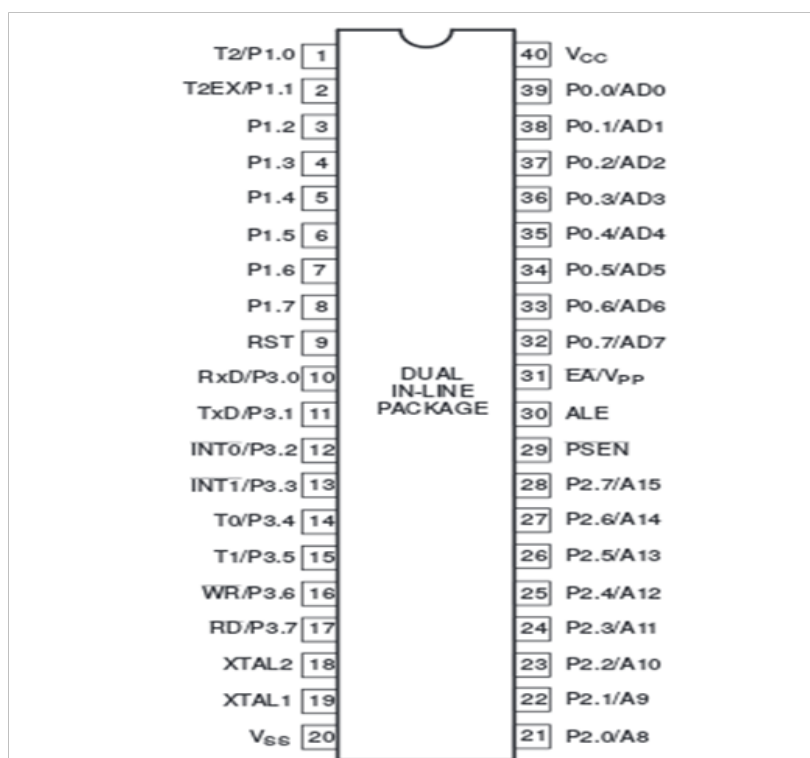 T2/P1.0 1
T2EX/P1.1 2
P1.2 3
P1.3 4
P1.4 5
P1.5 6
P1.6 7
P1.7 8
RST 9
RxD/P3.0 10
TxD/P3.1 11
I̅N̅T̅0̅/P3.2 12
I̅N̅T̅1̅/P3.3 13
T0/P3.4 14
T1/P3.5 15
W̅R̅/P3.6 16
R̅D̅/P3.7 17
XTAL2 18
XTAL1 19
VSS 20
DUAL
IN-LINE
PACKAGE
40 VCC
39 P0.0/AD0
38 P0.1/AD1
37 P0.2/AD2
36 P0.3/AD3
35 P0.4/AD4
34 P0.5/AD5
33 P0.6/AD6
32 P0.7/AD7
31 E̅A̅/VPP
30 ALE
29 P̅S̅E̅N̅
28 P2.7/A15
27 P2.6/A14
26 P2.5/A13
25 P2.4/A12
24 P2.3/A11
23 P2.2/A10
22 P2.1/A9
21 P2.0/A8